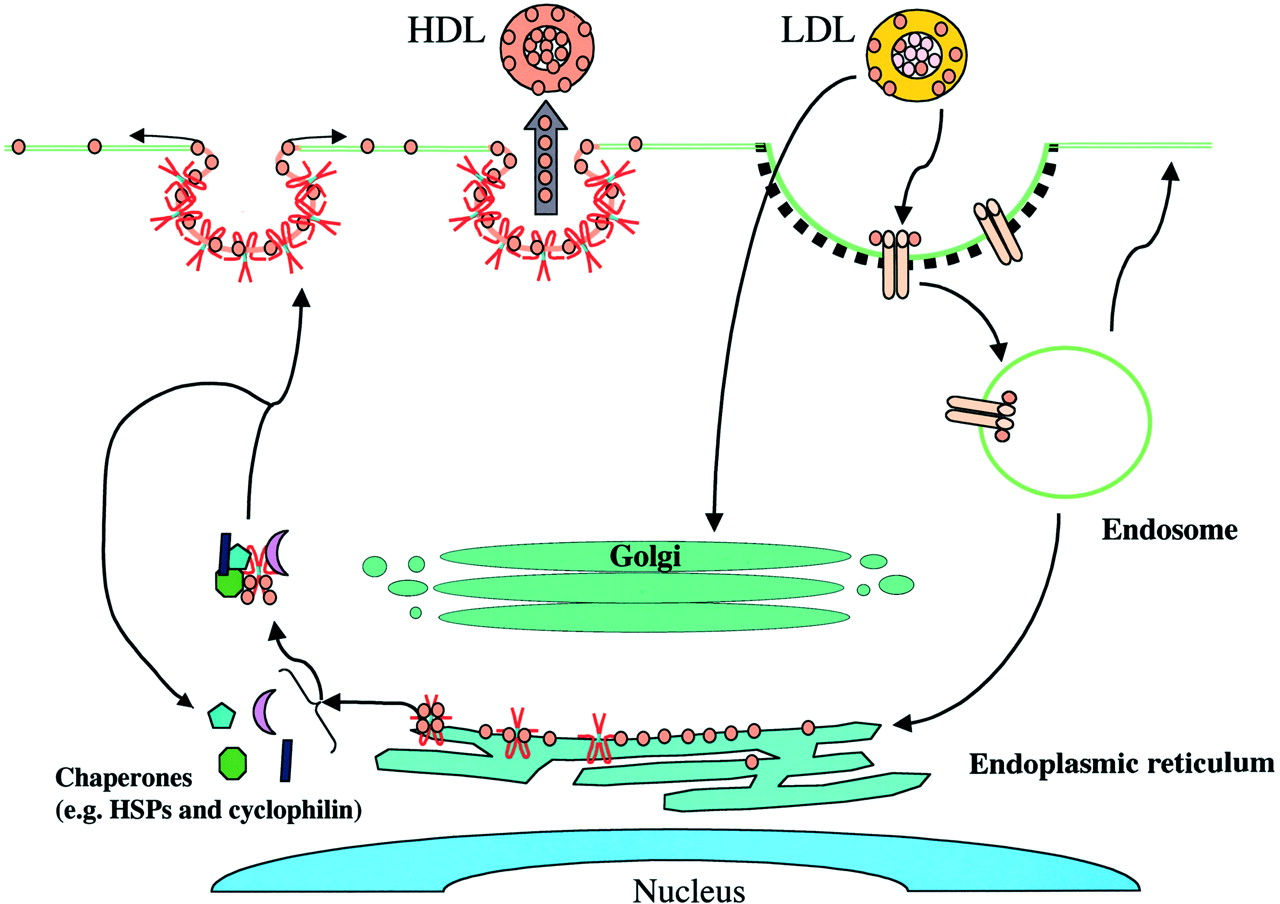 HDL
LDL
Endosome
Golgi
Endoplasmic reticulum
Chaperones
(e.g. HSPs and cyclophilin)
Nucleus